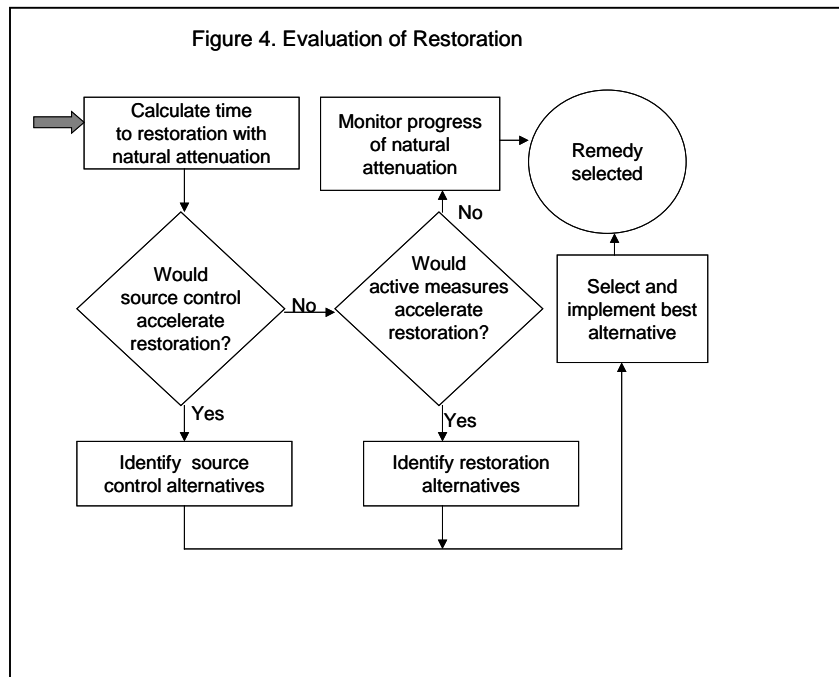 Figure 4. Evaluation of Restoration
Calculate time
to restoration with
natural attenuation
Monitor progress
of natural
attenuation
Remedy
selected
No
Would
source control
accelerate
restoration?
No
Would
active measures
accelerate
restoration?
Select and
implement best
alternative
Yes
Yes
Identify source
control alternatives
Identify restoration
alternatives